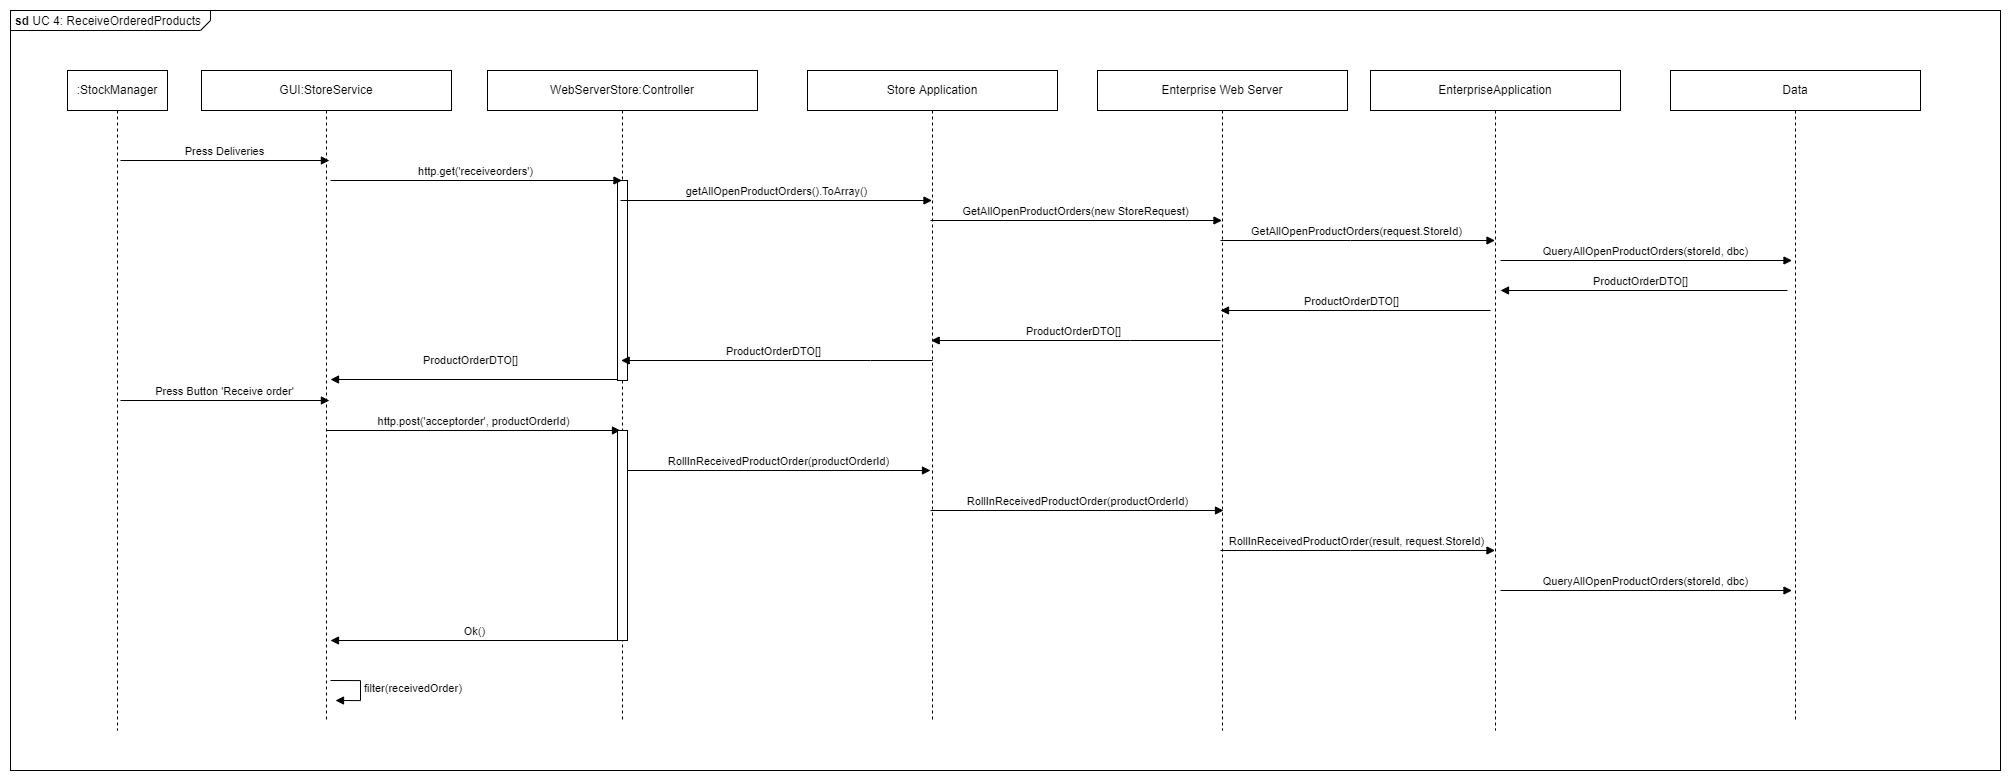 sd UC 4: ReceiveOrderedProducts
:StockManager
GUI:StoreService
WebServerStore:Controller
Store Application
Enterprise Web Server
EnterpriseApplication
Data
Press Deliveries
http.get('receiveorders')
getAllOpenProductOrders().ToArray()
GetAllOpenProductOrders(new StoreRequest)
GetAllOpenProductOrders(request.StoreId)
QueryAllOpenProductOrders(storeId, dbc)
ProductOrderDTO[]
ProductOrderDTO[]
ProductOrderDTO[]
ProductOrderDTO[]
ProductOrderDTO[]
Press Button 'Receive order'
http.post('acceptorder', productOrderId)
RollInReceivedProductOrder(productOrderId)
RollInReceivedProductOrder(productOrderId)
RollInReceivedProductOrder(result, request.StoreId)
QueryAllOpenProductOrders(storeId, dbc)
Ok()
filter(receivedOrder)